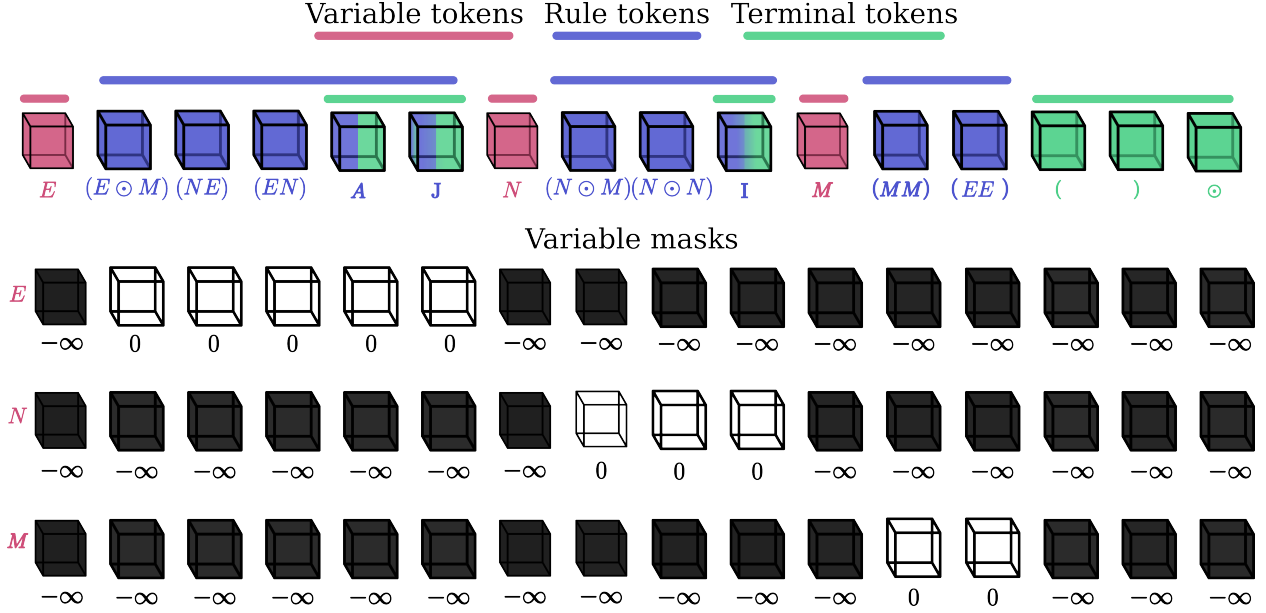 Variable tokens Rule tokens Terminal tokens
E (E ⊙ M) (NE) (EN) A J N (N ⊙ M) (N ⊙ N) I M (MM) (EE ) ( ) ⊙
Variable masks
E
−∞ 0 0 0 0 0 −∞ −∞ −∞ −∞ −∞ −∞ −∞ −∞ −∞ −∞
N
−∞ −∞ −∞ −∞ −∞ −∞ −∞ 0 0 0 −∞ −∞ −∞ −∞ −∞ −∞
M
−∞ −∞ −∞ −∞ −∞ −∞ −∞ −∞ −∞ −∞ −∞ 0 0 −∞ −∞ −∞